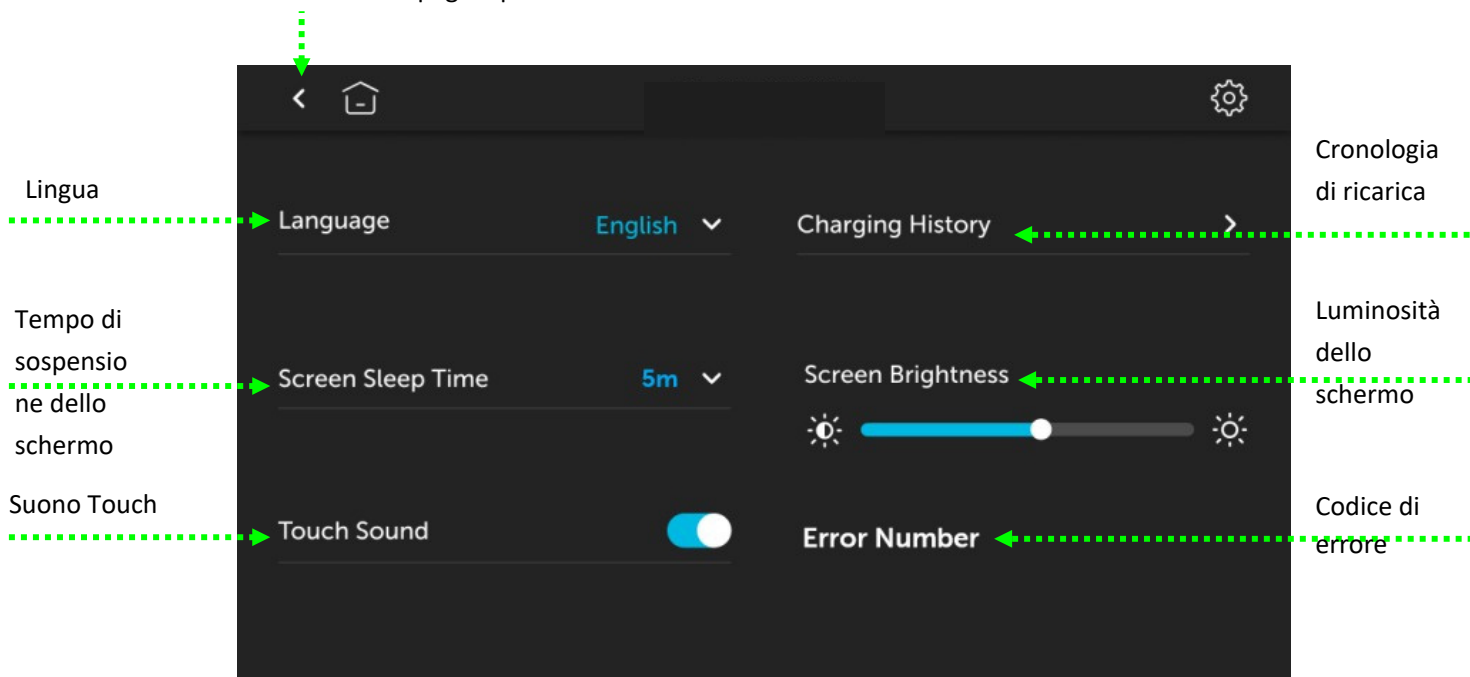 Cronologia
di ricarica
Lingua
Language
English
Charging History
Tempo di
sospensio
ne dello
schermo
Luminosità
dello
schermo
Screen Sleep Time
5m
Screen Brightness
Suono Touch
Touch Sound
Error Number
Codice di
errore